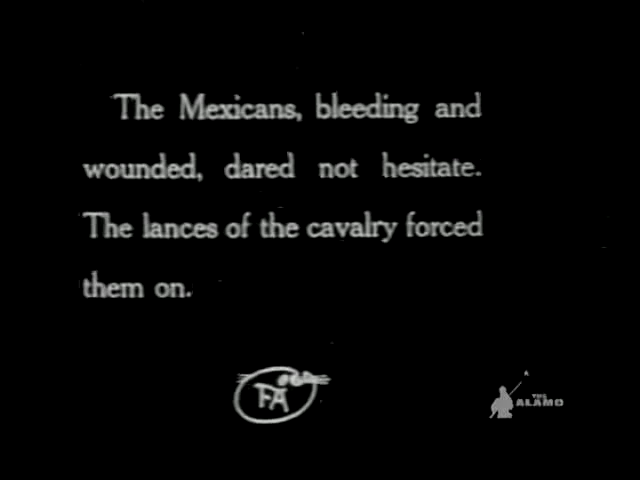 The Mexicans, bleeding and
wounded, dared not hesitate.
The lances of the cavalry forced
them on.
FA
THE
ALAMO